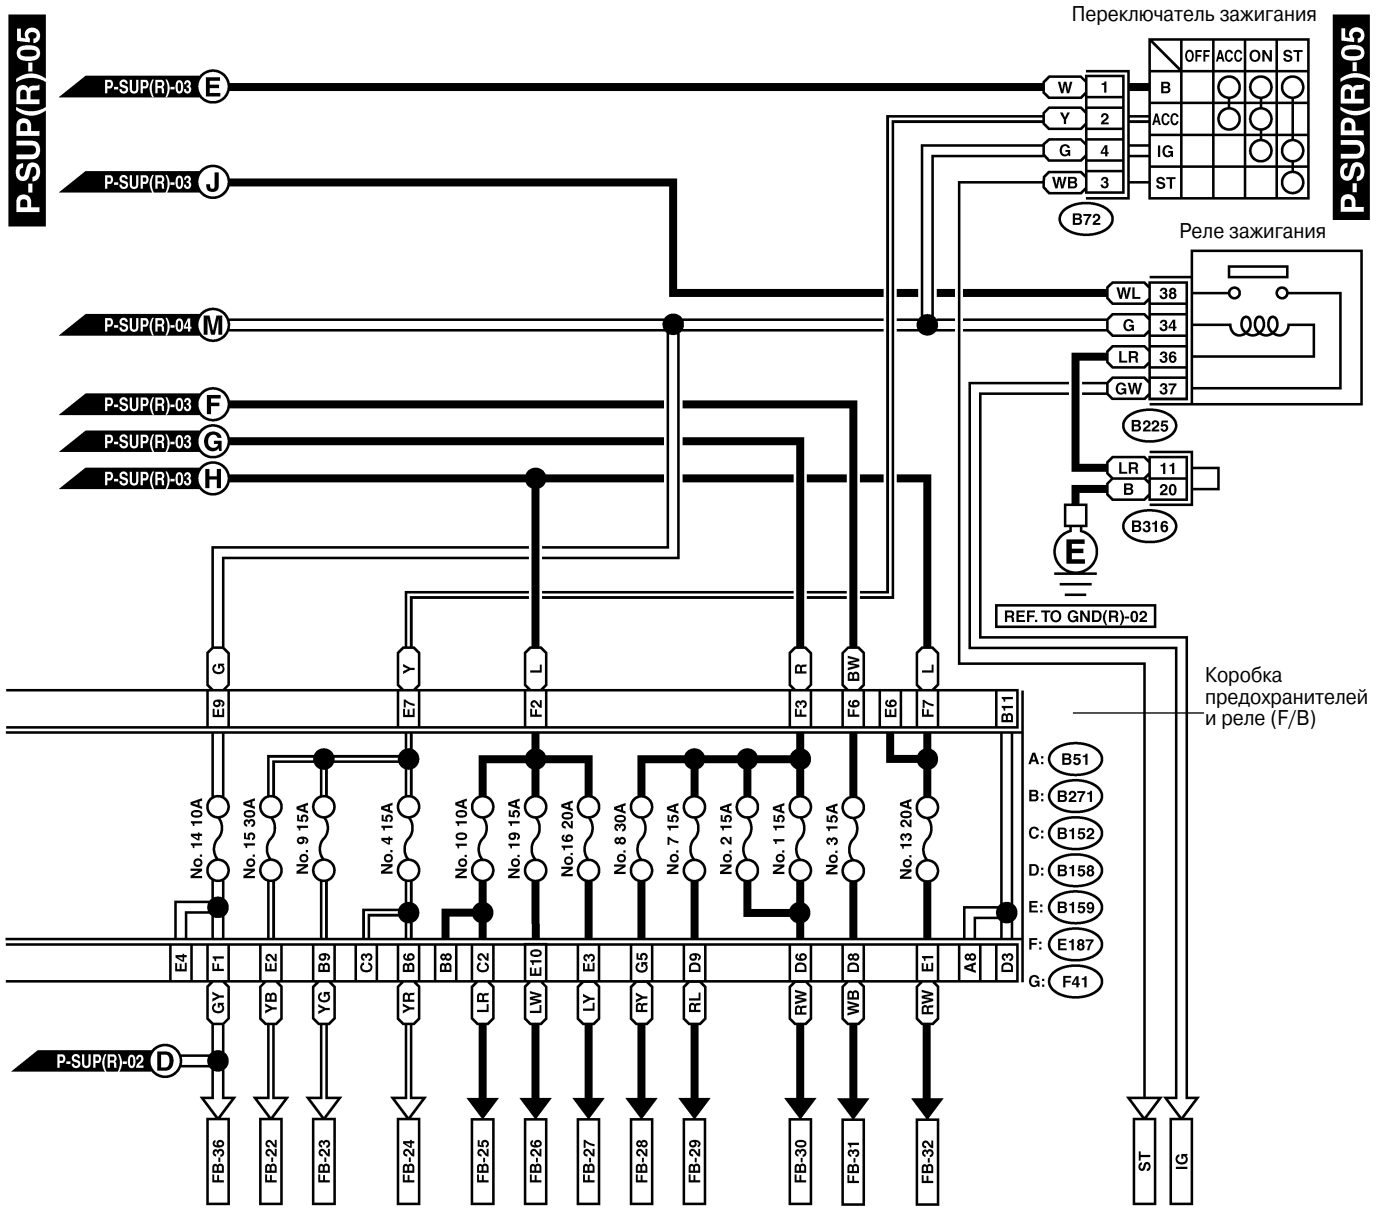 Переключатель зажигания
P-SUP(R)-05
P-SUP(R)-05
OFF ACC ON ST
P-SUP(R)-03 E
W 1 B
Y 2 ACC
G 4 IG
P-SUP(R)-03 J
WB 3 ST
B72
Реле зажигания
WL 38
P-SUP(R)-04 M
G 34
LR 36
GW 37
P-SUP(R)-03 F
B225
P-SUP(R)-03 G
P-SUP(R)-03 H
LR 11
B 20
B316
E
REF. TO GND(R)-02
G Y L R BW L
Коробка
предохранителей
и реле (F/B)
E9 E7 F2 F3 F6 E6 F7 B11
A: B51
B: B271
C: B152
D: B158
E: B159
F: E187
G: F41
No. 14 10A
No. 15 30A
No. 9 15A
No. 4 15A
No. 10 10A
No. 19 15A
No.16 20A
No. 8 30A
No. 7 15A
No. 2 15A
No. 1 15A
No. 3 15A
No. 13 20A
E4 F1 E2 B9 C3 B6 B8 C2 E10 E3 G5 D9 D6 D8 E1 A8 D3
GY YB YG YR LR LW LY RY RL RW WB RW
P-SUP(R)-02 D
FB-36 FB-22 FB-23 FB-24 FB-25 FB-26 FB-27 FB-28 FB-29 FB-30 FB-31 FB-32 ST IG